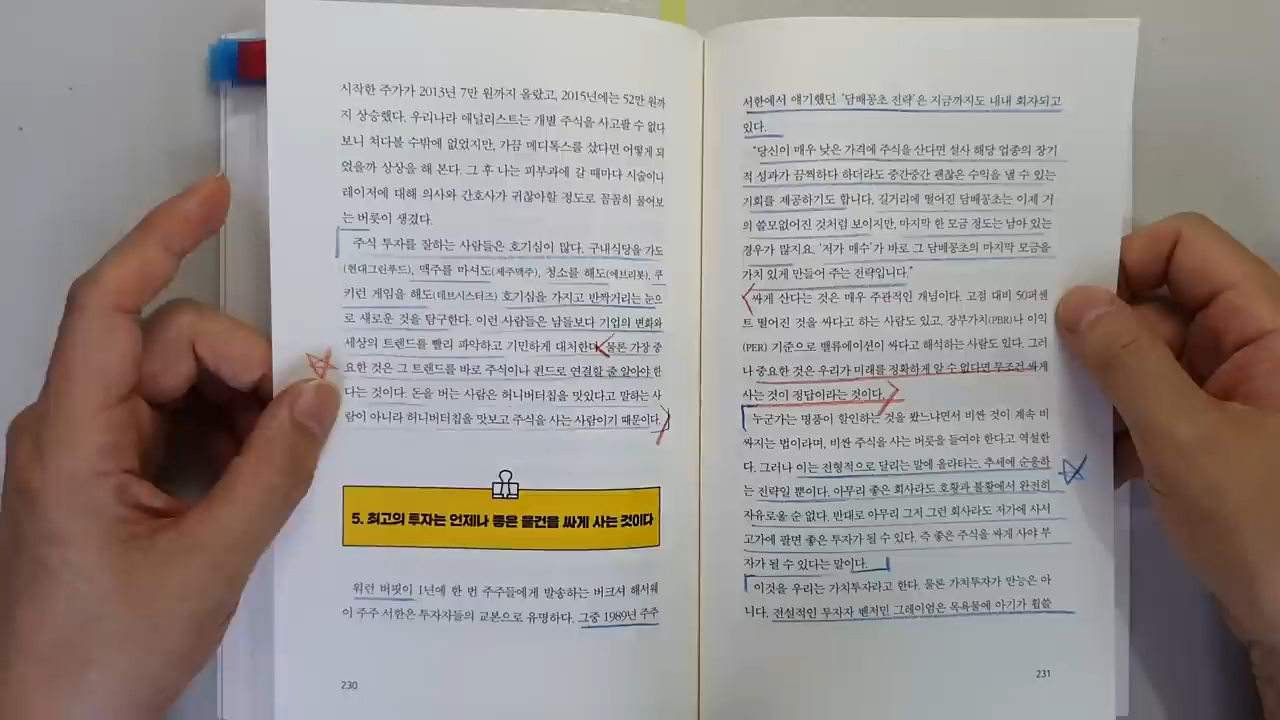 시작한 주가가 2013년 7만 원까지 올랐고, 2015년에는 52만 원까
지 상승했다. 우리나라 애널리스트는 개별 주식을 사고팔 수 없다
보니 쳐다볼 수밖에 없었지만, 가끔 메디톡스를 샀다면 어떻게 되
었을까 상상을 해 본다. 그 후 나는 피부과에 갈 때마다 시술이나
레이저에 대해 의사와 간호사가 귀찮아할 정도로 꼼꼼히 물어보
는 버릇이 생겼다.
주식 투자를 잘하는 사람들은 호기심이 많다. 구내식당을 가도
(현대그린푸드), 맥주를 마셔도(제주맥주), 청소를 해도(에브리봇), 쿠
키런 게임을 해도(데브시스터즈) 호기심을 가지고 반짝거리는 눈으
로 새로운 것을 탐구한다. 이런 사람들은 남들보다 기업의 변화와
세상의 트렌드를 빨리 파악하고 기민하게 대처한다. 물론 가장 중
요한 것은 그 트렌드를 바로 주식이나 펀드로 연결할 줄 알아야 한
다는 것이다. 돈을 버는 사람은 허니버터칩을 맛있다고 말하는 사
람이 아니라 허니버터칩을 맛보고 주식을 사는 사람이기 때문이다.
5. 최고의 투자는 언제나 좋은 물건을 싸게 사는 것이다
워런 버핏이 1년에 한 번 주주들에게 발송하는 버크셔 해서웨
이 주주 서한은 투자자들의 교본으로 유명하다. 그중 1989년 주주
230
서한에서 얘기했던 '담배꽁초 전략'은 지금까지도 내내 회자되고
있다.
"당신이 매우 낮은 가격에 주식을 산다면 설사 해당 업종의 장기
적 성과가 끔찍하다 하더라도 중간중간 괜찮은 수익을 낼 수 있는
기회를 제공하기도 합니다. 길거리에 떨어진 담배꽁초는 이제 거
의 쓸모없어진 것처럼 보이지만, 마지막 한 모금 정도는 남아 있는
경우가 많지요. '저가 매수'가 바로 그 담배꽁초의 마지막 모금을
가치 있게 만들어 주는 전략입니다."
싸게 산다는 것은 매우 주관적인 개념이다. 고점 대비 50퍼센
트 떨어진 것을 싸다고 하는 사람도 있고, 장부가치(PBR)나 이익
(PER) 기준으로 밸류에이션이 싸다고 해석하는 사람도 있다. 그러
나 중요한 것은 우리가 미래를 정확하게 알 수 없다면 무조건 싸게
사는 것이 정답이라는 것이다.
누군가는 명품이 할인하는 것을 봤느냐면서 비싼 것이 계속 비
싸지는 법이라며, 비싼 주식을 사는 버릇을 들여야 한다고 역설한
다. 그러나 이는 전형적으로 달리는 말에 올라타는, 추세에 순응하
는 전략일 뿐이다. 아무리 좋은 회사라도 호황과 불황에서 완전히
자유로울 순 없다. 반대로 아무리 그저 그런 회사라도 저가에 사서
고가에 팔면 좋은 투자가 될 수 있다. 즉 좋은 주식을 싸게 사야 부
자가 될 수 있다는 말이다.
이것을 우리는 가치투자라고 한다. 물론 가치투자가 만능은 아
니다. 전설적인 투자자 벤저민 그레이엄은 목욕물에 아기가 휩쓸
231